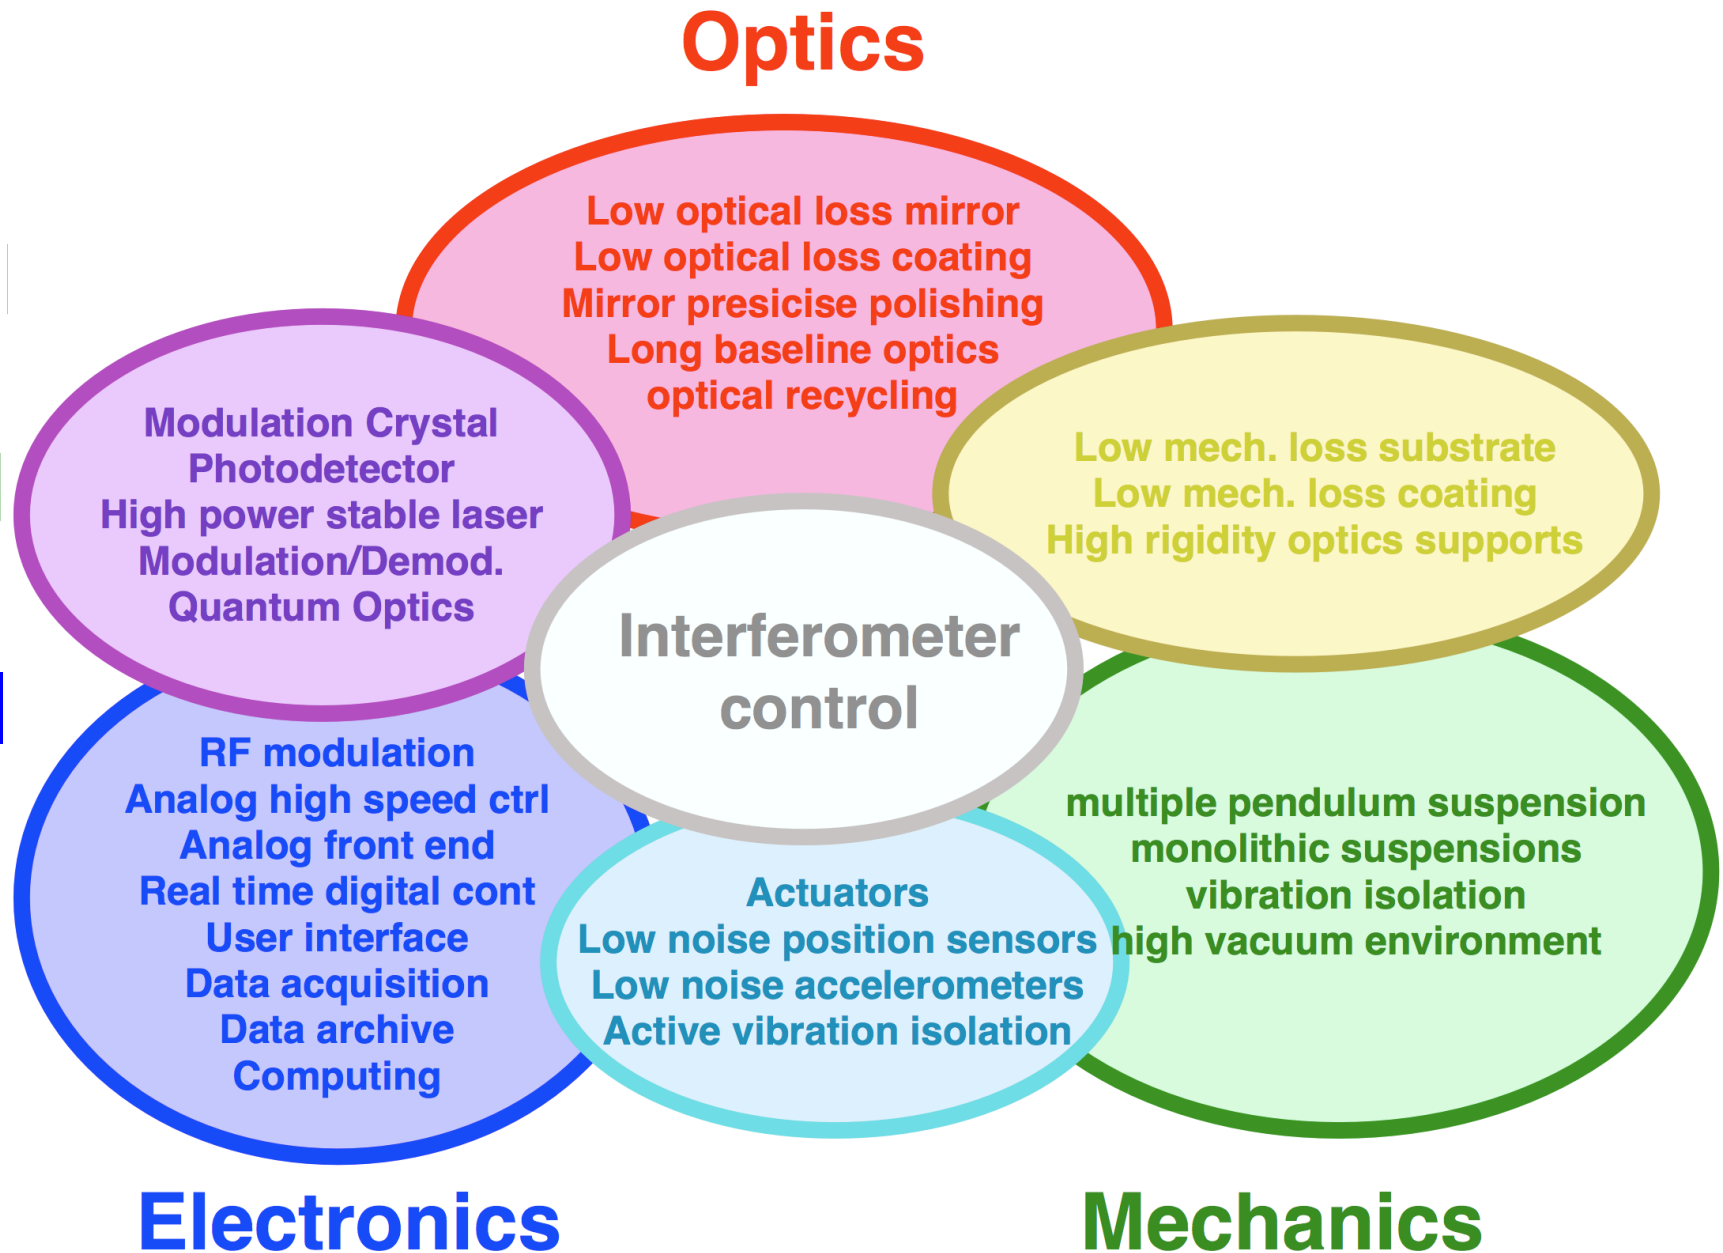 Optics
Low optical loss mirror
Low optical loss coating
Mirror presicise polishing
Long baseline optics
optical recycling
Modulation Crystal
Photodetector
High power stable laser
Modulation/Demod.
Quantum Optics
Low mech. loss substrate
Low mech. loss coating
High rigidity optics supports
Interferometer
control
RF modulation
Analog high speed ctrl
Analog front end
Real time digital cont
User interface
Data acquisition
Data archive
Computing
Actuators
Low noise position sensors
Low noise accelerometers
Active vibration isolation
multiple pendulum suspension
monolithic suspensions
vibration isolation
high vacuum environment
Electronics
Mechanics